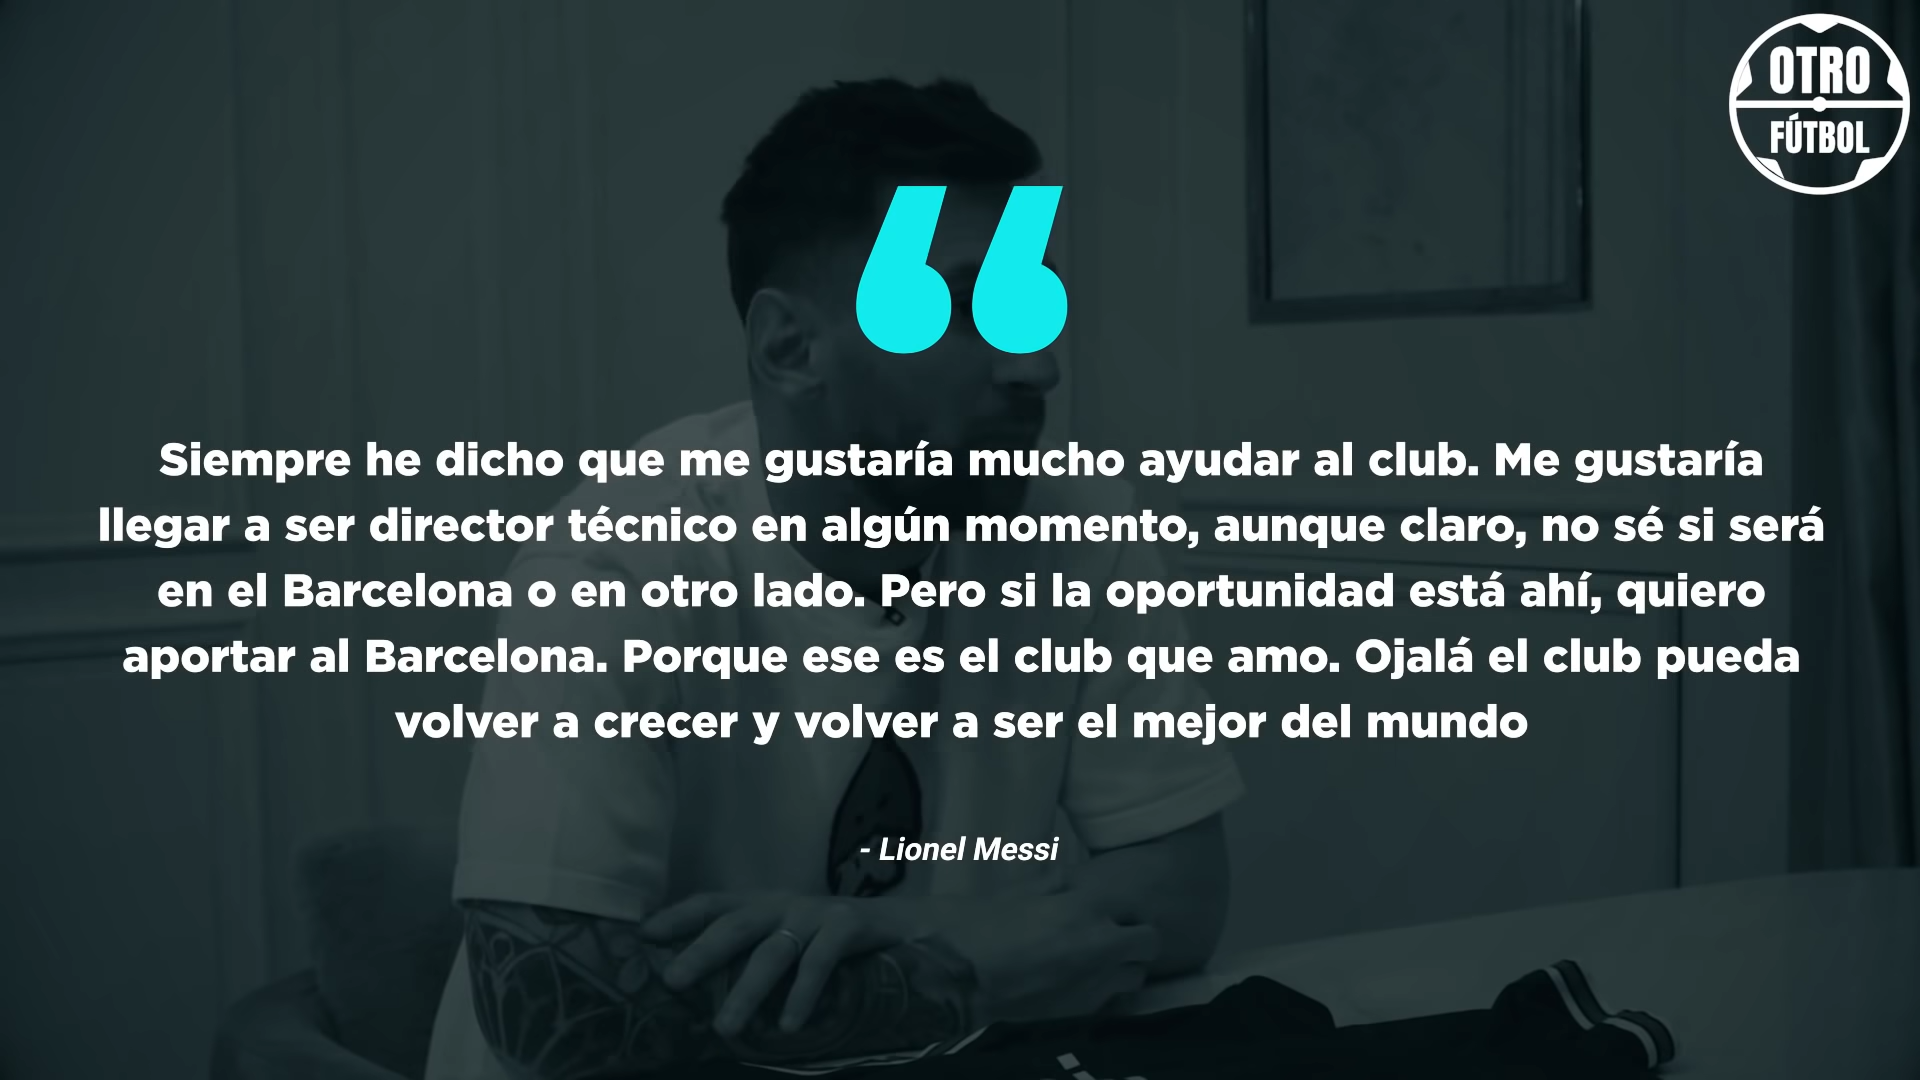 OTRO
FÚTBOL
Siempre he dicho que me gustaría mucho ayudar al club. Me gustaría
llegar a ser director técnico en algún momento, aunque claro, no sé si será
en el Barcelona o en otro lado. Pero si la oportunidad está ahí, quiero
aportar al Barcelona. Porque ese es el club que amo. Ojalá el club pueda
volver a crecer y volver a ser el mejor del mundo
- Lionel Messi